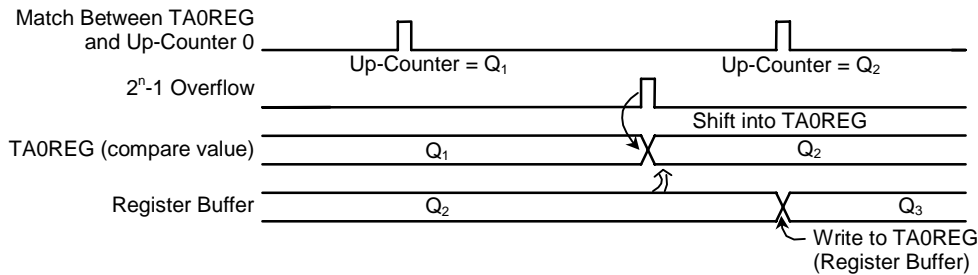 Match Between TA0REG
and Up-Counter 0
Up-Counter = Q1
Up-Counter = Q2
2^n-1 Overflow
Shift into TA0REG
TA0REG (compare value)
Q1
Q2
Register Buffer
Q2
Q3
Write to TA0REG
(Register Buffer)